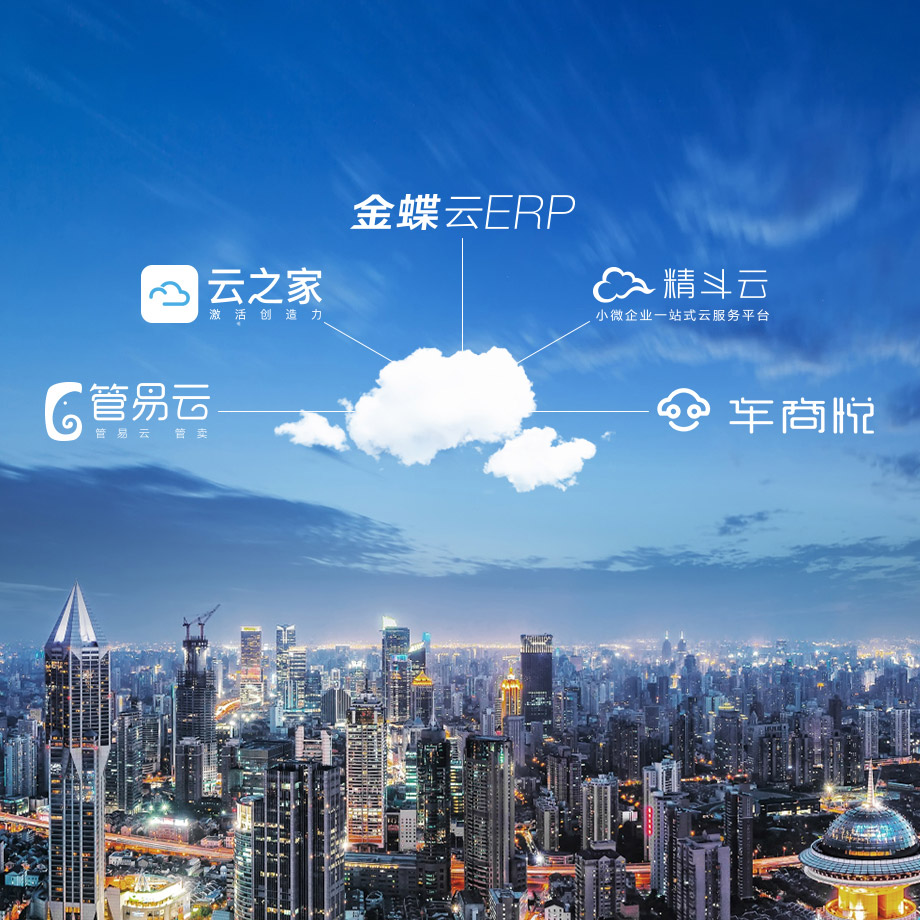 金蝶云ERP
云之家
激活创造力
精斗云
小微企业一站式云服务平台
管易云
管易云 管卖
车商悦